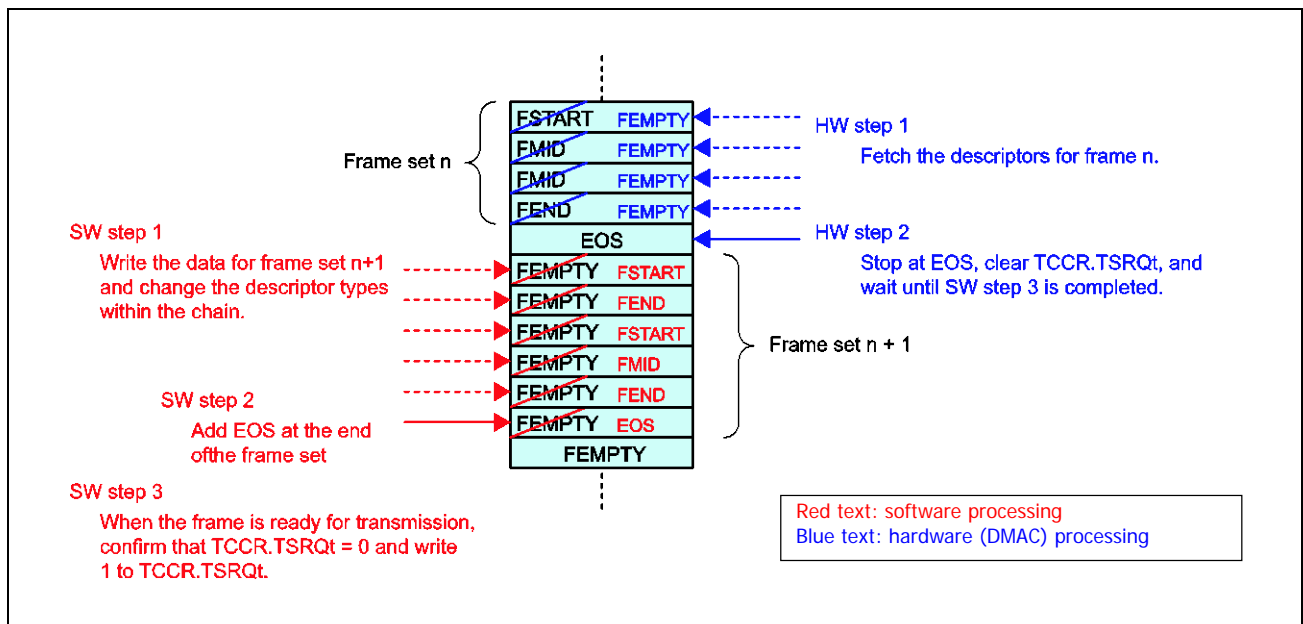 Frame set n
FSTART FEMPTY
FMID FEMPTY
FMID FEMPTY
FEND FEMPTY
EOS
HW step 1
Fetch the descriptors for frame n.
HW step 2
Stop at EOS, clear TCCR.TSRQt, and
wait until SW step 3 is completed.
SW step 1
Write the data for frame set n+1
and change the descriptor types
within the chain.
FEMPTY FSTART
FEMPTY FEND
FEMPTY FSTART
FEMPTY FMID
FEMPTY FEND
FEMPTY EOS
FEMPTY
Frame set n + 1
SW step 2
Add EOS at the end
ofthe frame set
SW step 3
When the frame is ready for transmission,
confirm that TCCR.TSRQt = 0 and write
1 to TCCR.TSRQt.
Red text: software processing
Blue text: hardware (DMAC) processing